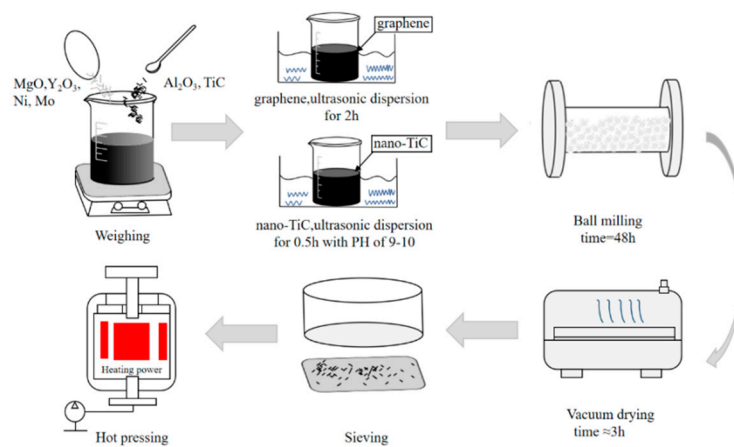 graphene
MgO,Y₂O₃,
Ni, Mo
Al₂O₃, TiC
graphene,ultrasonic dispersion
for 2h
nano-TiC
nano-TiC,ultrasonic dispersion
for 0.5h with PH of 9-10
Weighing
Ball milling
time=48h
Heating power
Hot pressing
Sieving
Vacuum drying
time ≈3h